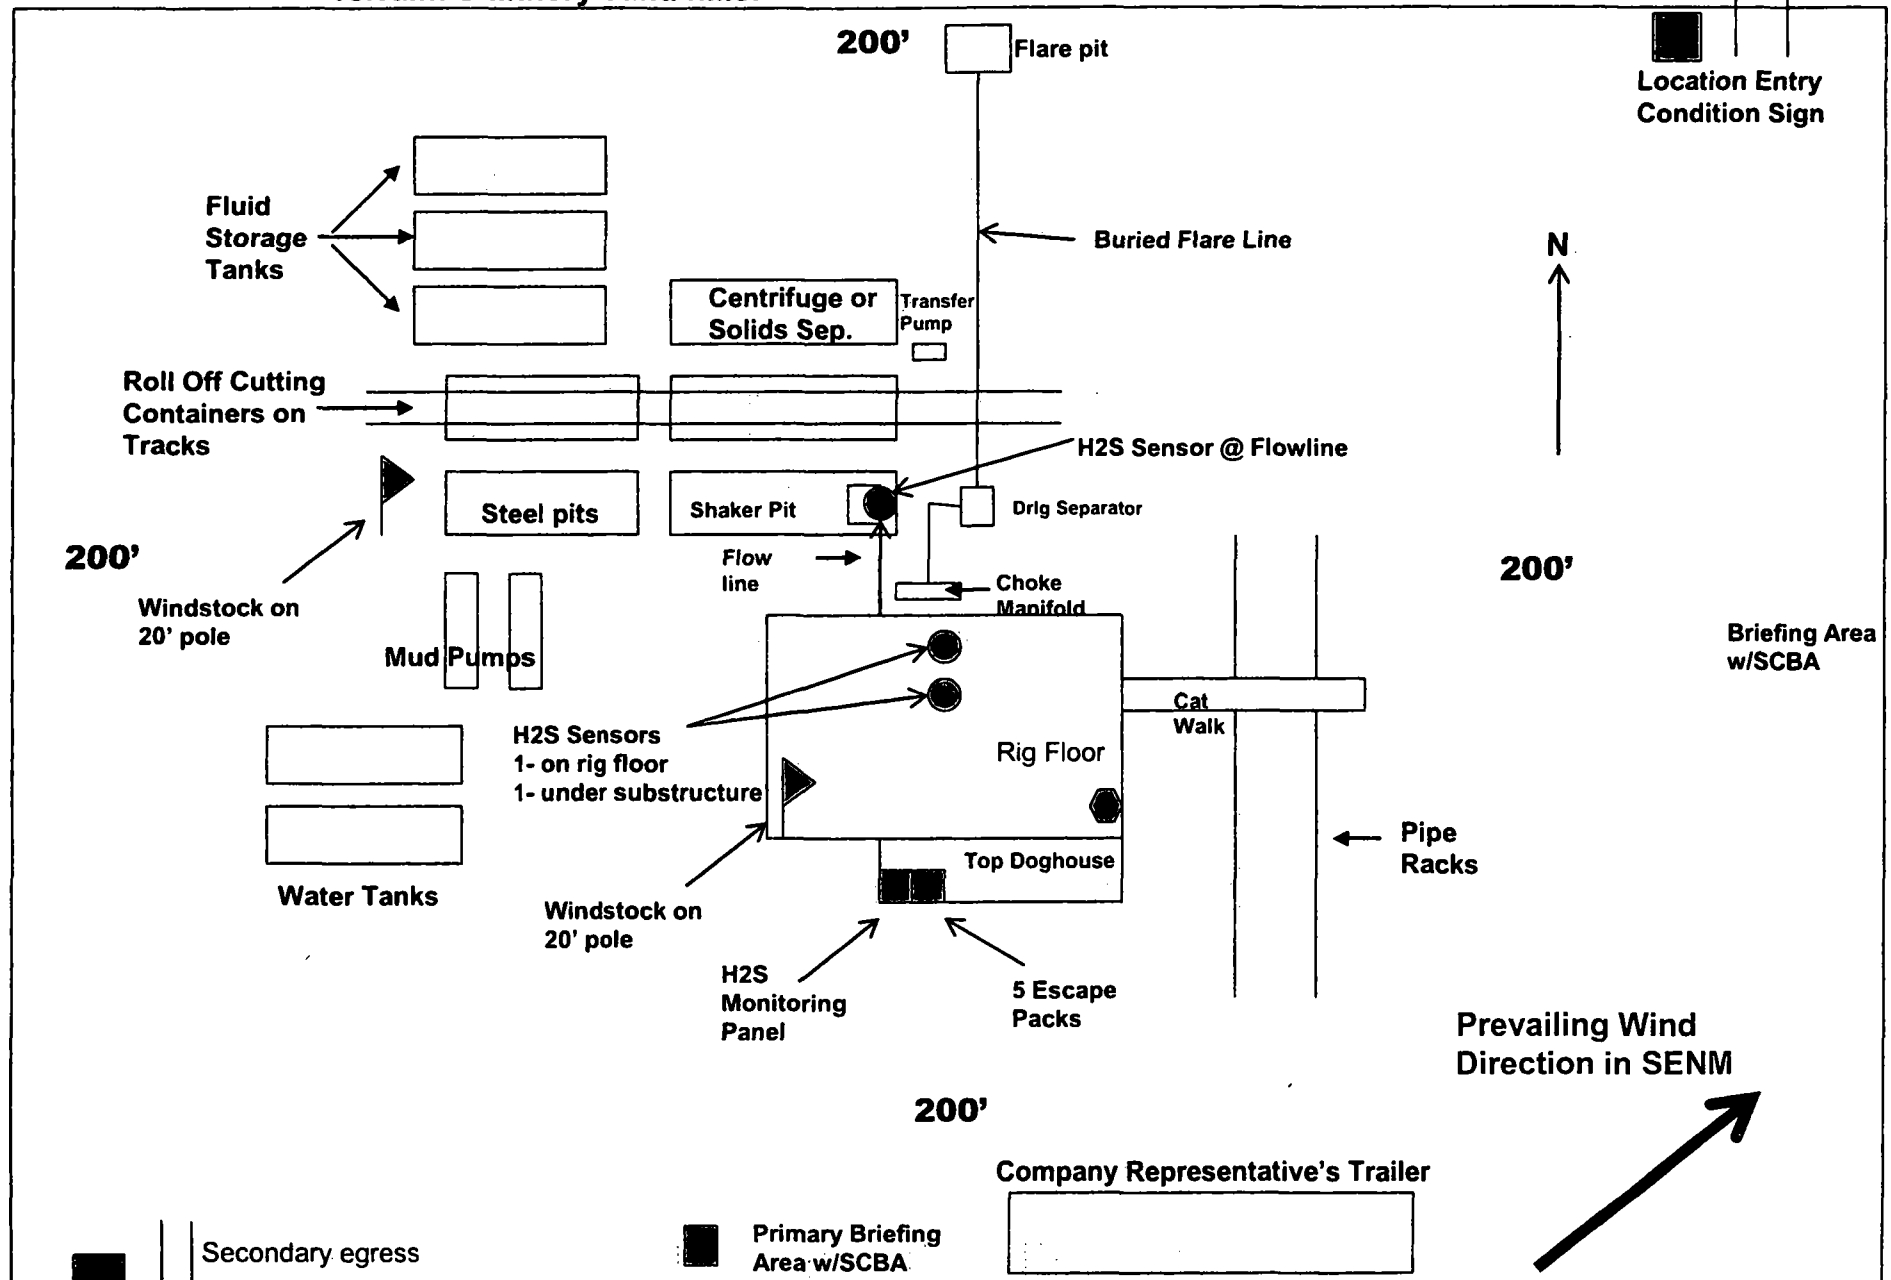 200'
Flare pit
Location Entry
Condition Sign
Fluid
Storage
Tanks
Buried Flare Line
N
Centrifuge or
Solids Sep.
Transfer
Pump
Roll Off Cutting
Containers on
Tracks
H2S Sensor @ Flowline
Steel pits
Shaker Pit
Drlg Separator
200'
Flow
line
200'
Choke
Manifold
Windstock on
20' pole
Mud Pumps
Briefing Area
w/SCBA
Cat
Walk
H2S Sensors
1- on rig floor
1- under substructure
Rig Floor
Pipe
Racks
Top Doghouse
Water Tanks
Windstock on
20' pole
H2S
Monitoring
Panel
5 Escape
Packs
Prevailing Wind
Direction in SENM
200'
Company Representative's Trailer
Secondary egress
Primary Briefing
Area w/SCBA